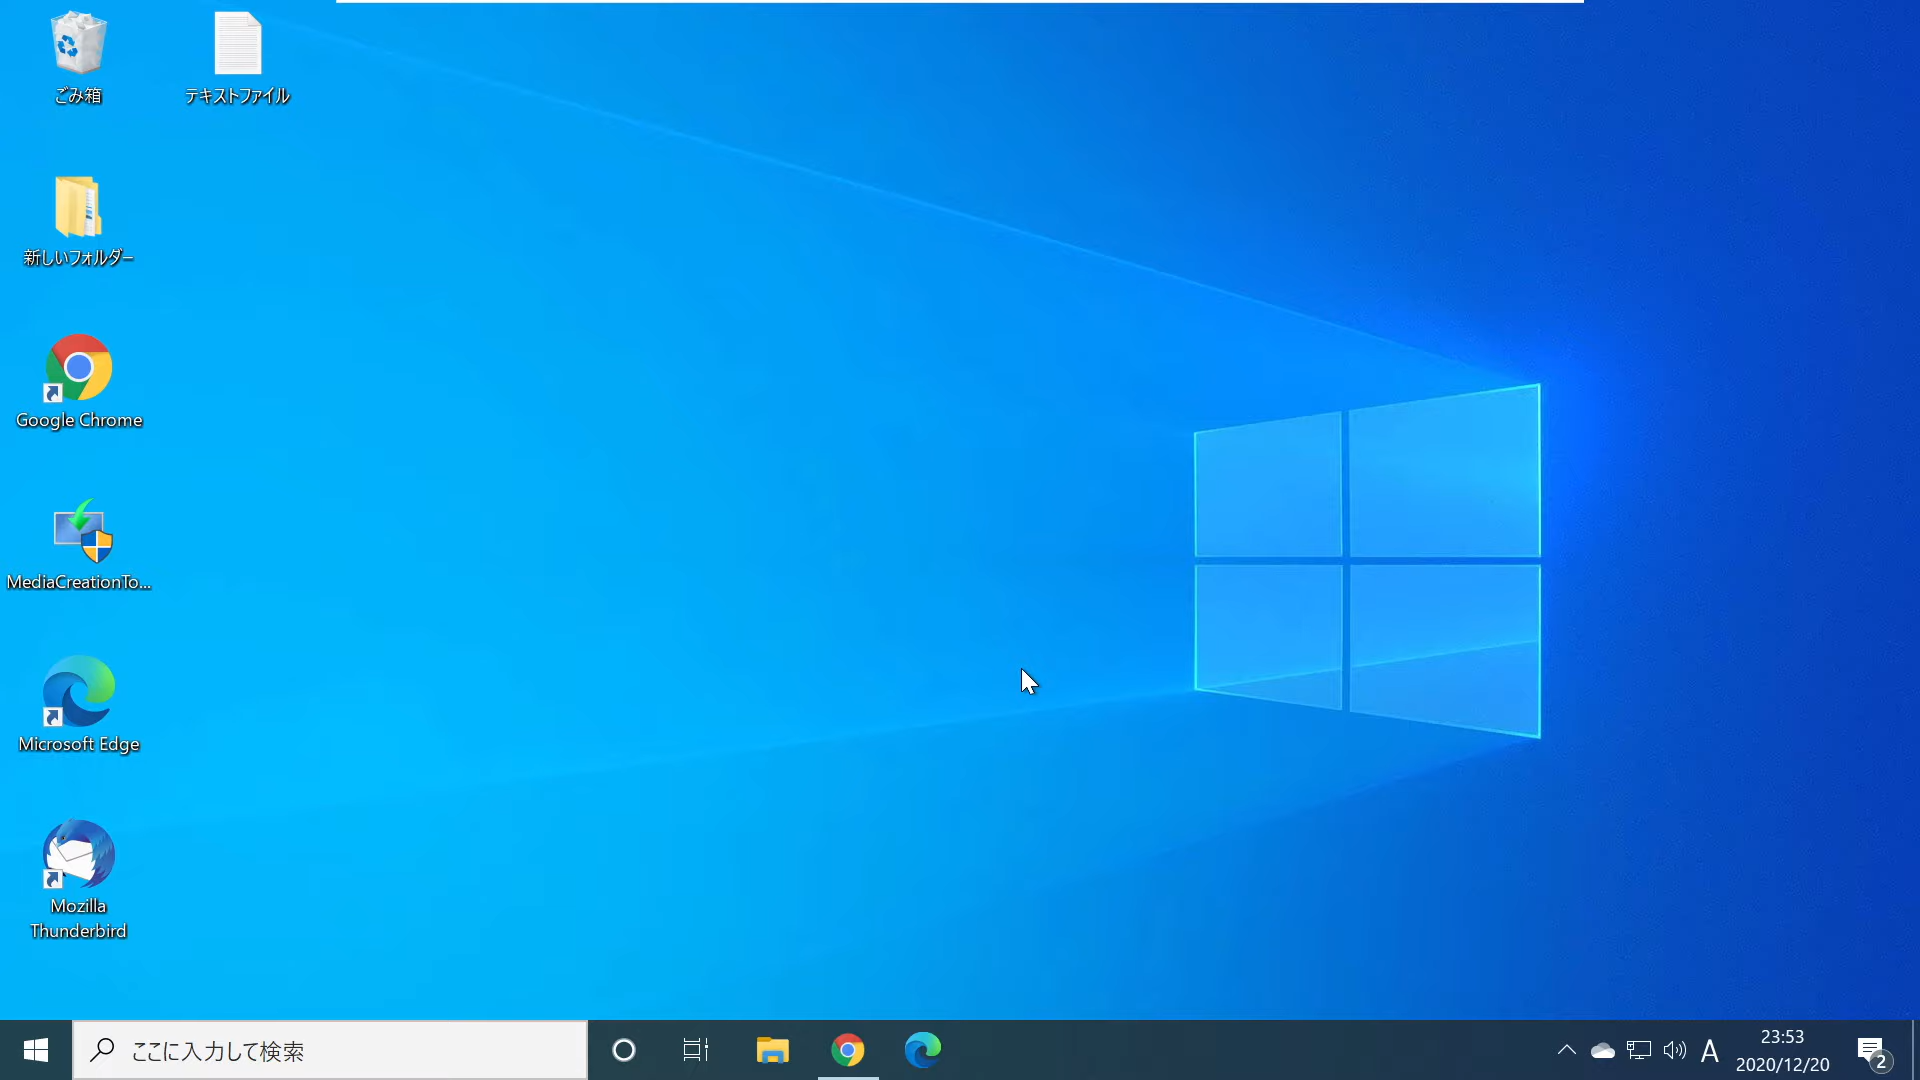 ごみ箱
テキストファイル
新しいフォルダー
Google Chrome
MediaCreationTo...
Microsoft Edge
Mozilla
Thunderbird
ここに入力して検索
A
23:53
2020/12/20
2